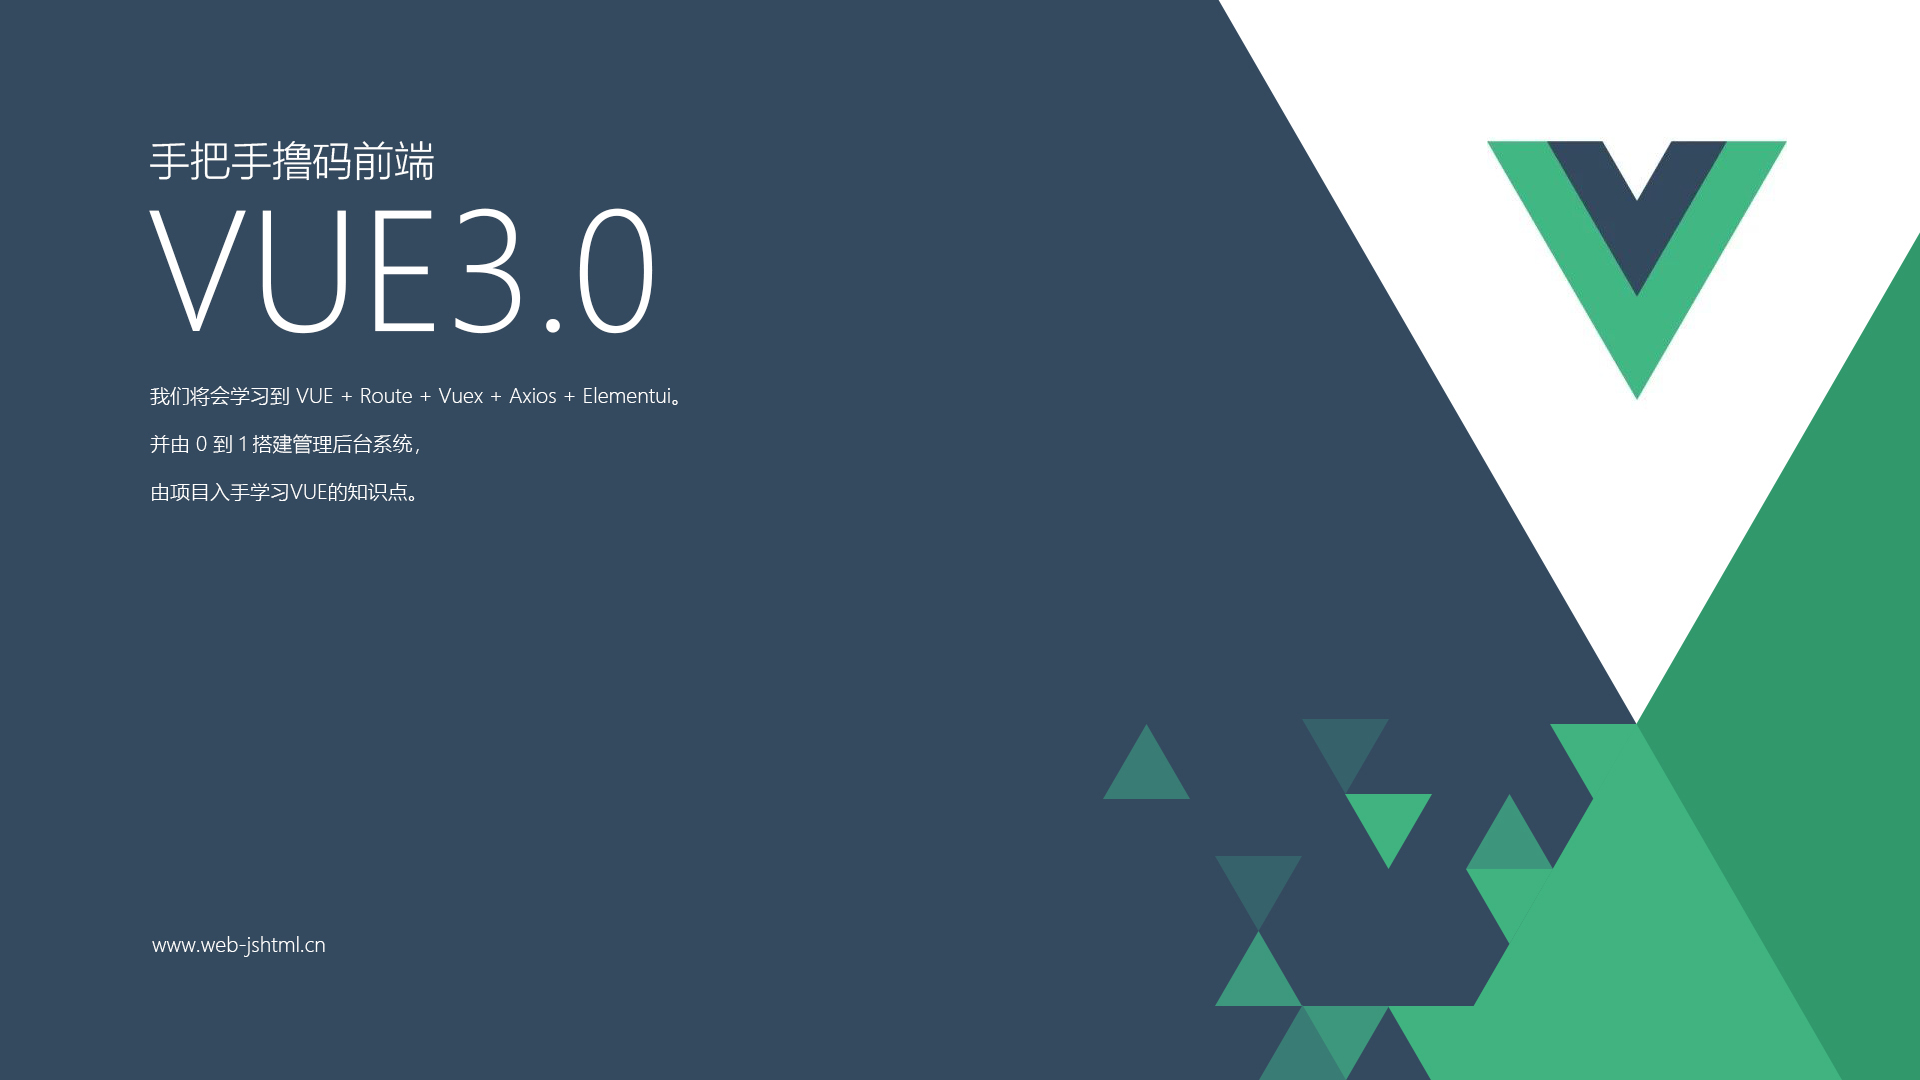 手把手撸码前端
VUE3.0
我们将会学习到 VUE + Route + Vuex + Axios + Elementui。
并由 0 到 1 搭建管理后台系统，
由项目入手学习VUE的知识点。
www.web-jshtml.cn